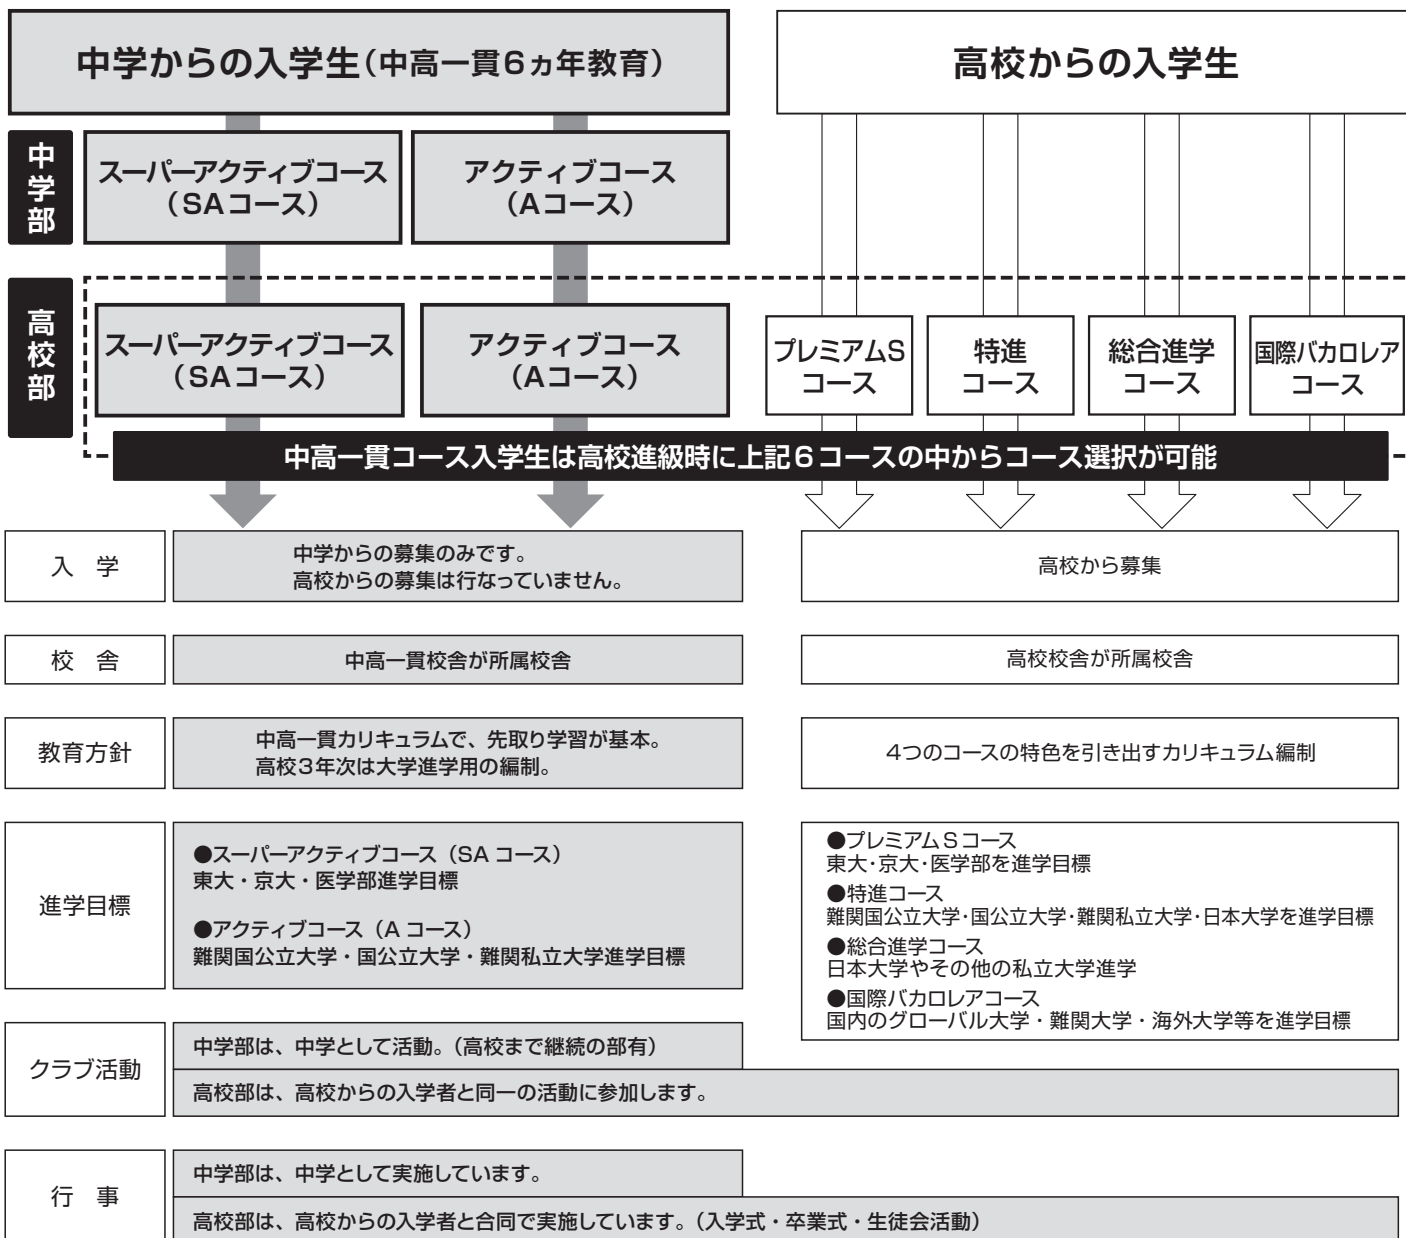 中学からの入学生(中高一貫6ヵ年教育)
高校からの入学生
中学部
スーパーアクティブコース
(SAコース)
アクティブコース
(Aコース)
高校部
スーパーアクティブコース
(SAコース)
アクティブコース
(Aコース)
プレミアムS
コース
特進
コース
総合進学
コース
国際バカロレア
コース
中高一貫コース入学生は高校進級時に上記6コースの中からコース選択が可能
入 学
中学からの募集のみです。
高校からの募集は行なっていません。
高校から募集
校 舎
中高一貫校舎が所属校舎
高校校舎が所属校舎
教育方針
中高一貫カリキュラムで、先取り学習が基本。
高校3年次は大学進学用の編制。
4つのコースの特色を引き出すカリキュラム編制
進学目標
●スーパーアクティブコース(SA コース)
東大・京大・医学部進学目標
●アクティブコース(A コース)
難関国公立大学・国公立大学・難関私立大学進学目標
●プレミアムSコース
東大・京大・医学部を進学目標
●特進コース
難関国公立大学・国公立大学・難関私立大学・日本大学を進学目標
●総合進学コース
日本大学やその他の私立大学進学
●国際バカロレアコース
国内のグローバル大学・難関大学・海外大学等を進学目標
クラブ活動
中学部は、中学として活動。(高校まで継続の部有)
高校部は、高校からの入学者と同一の活動に参加します。
行 事
中学部は、中学として実施しています。
高校部は、高校からの入学者と合同で実施しています。(入学式・卒業式・生徒会活動)